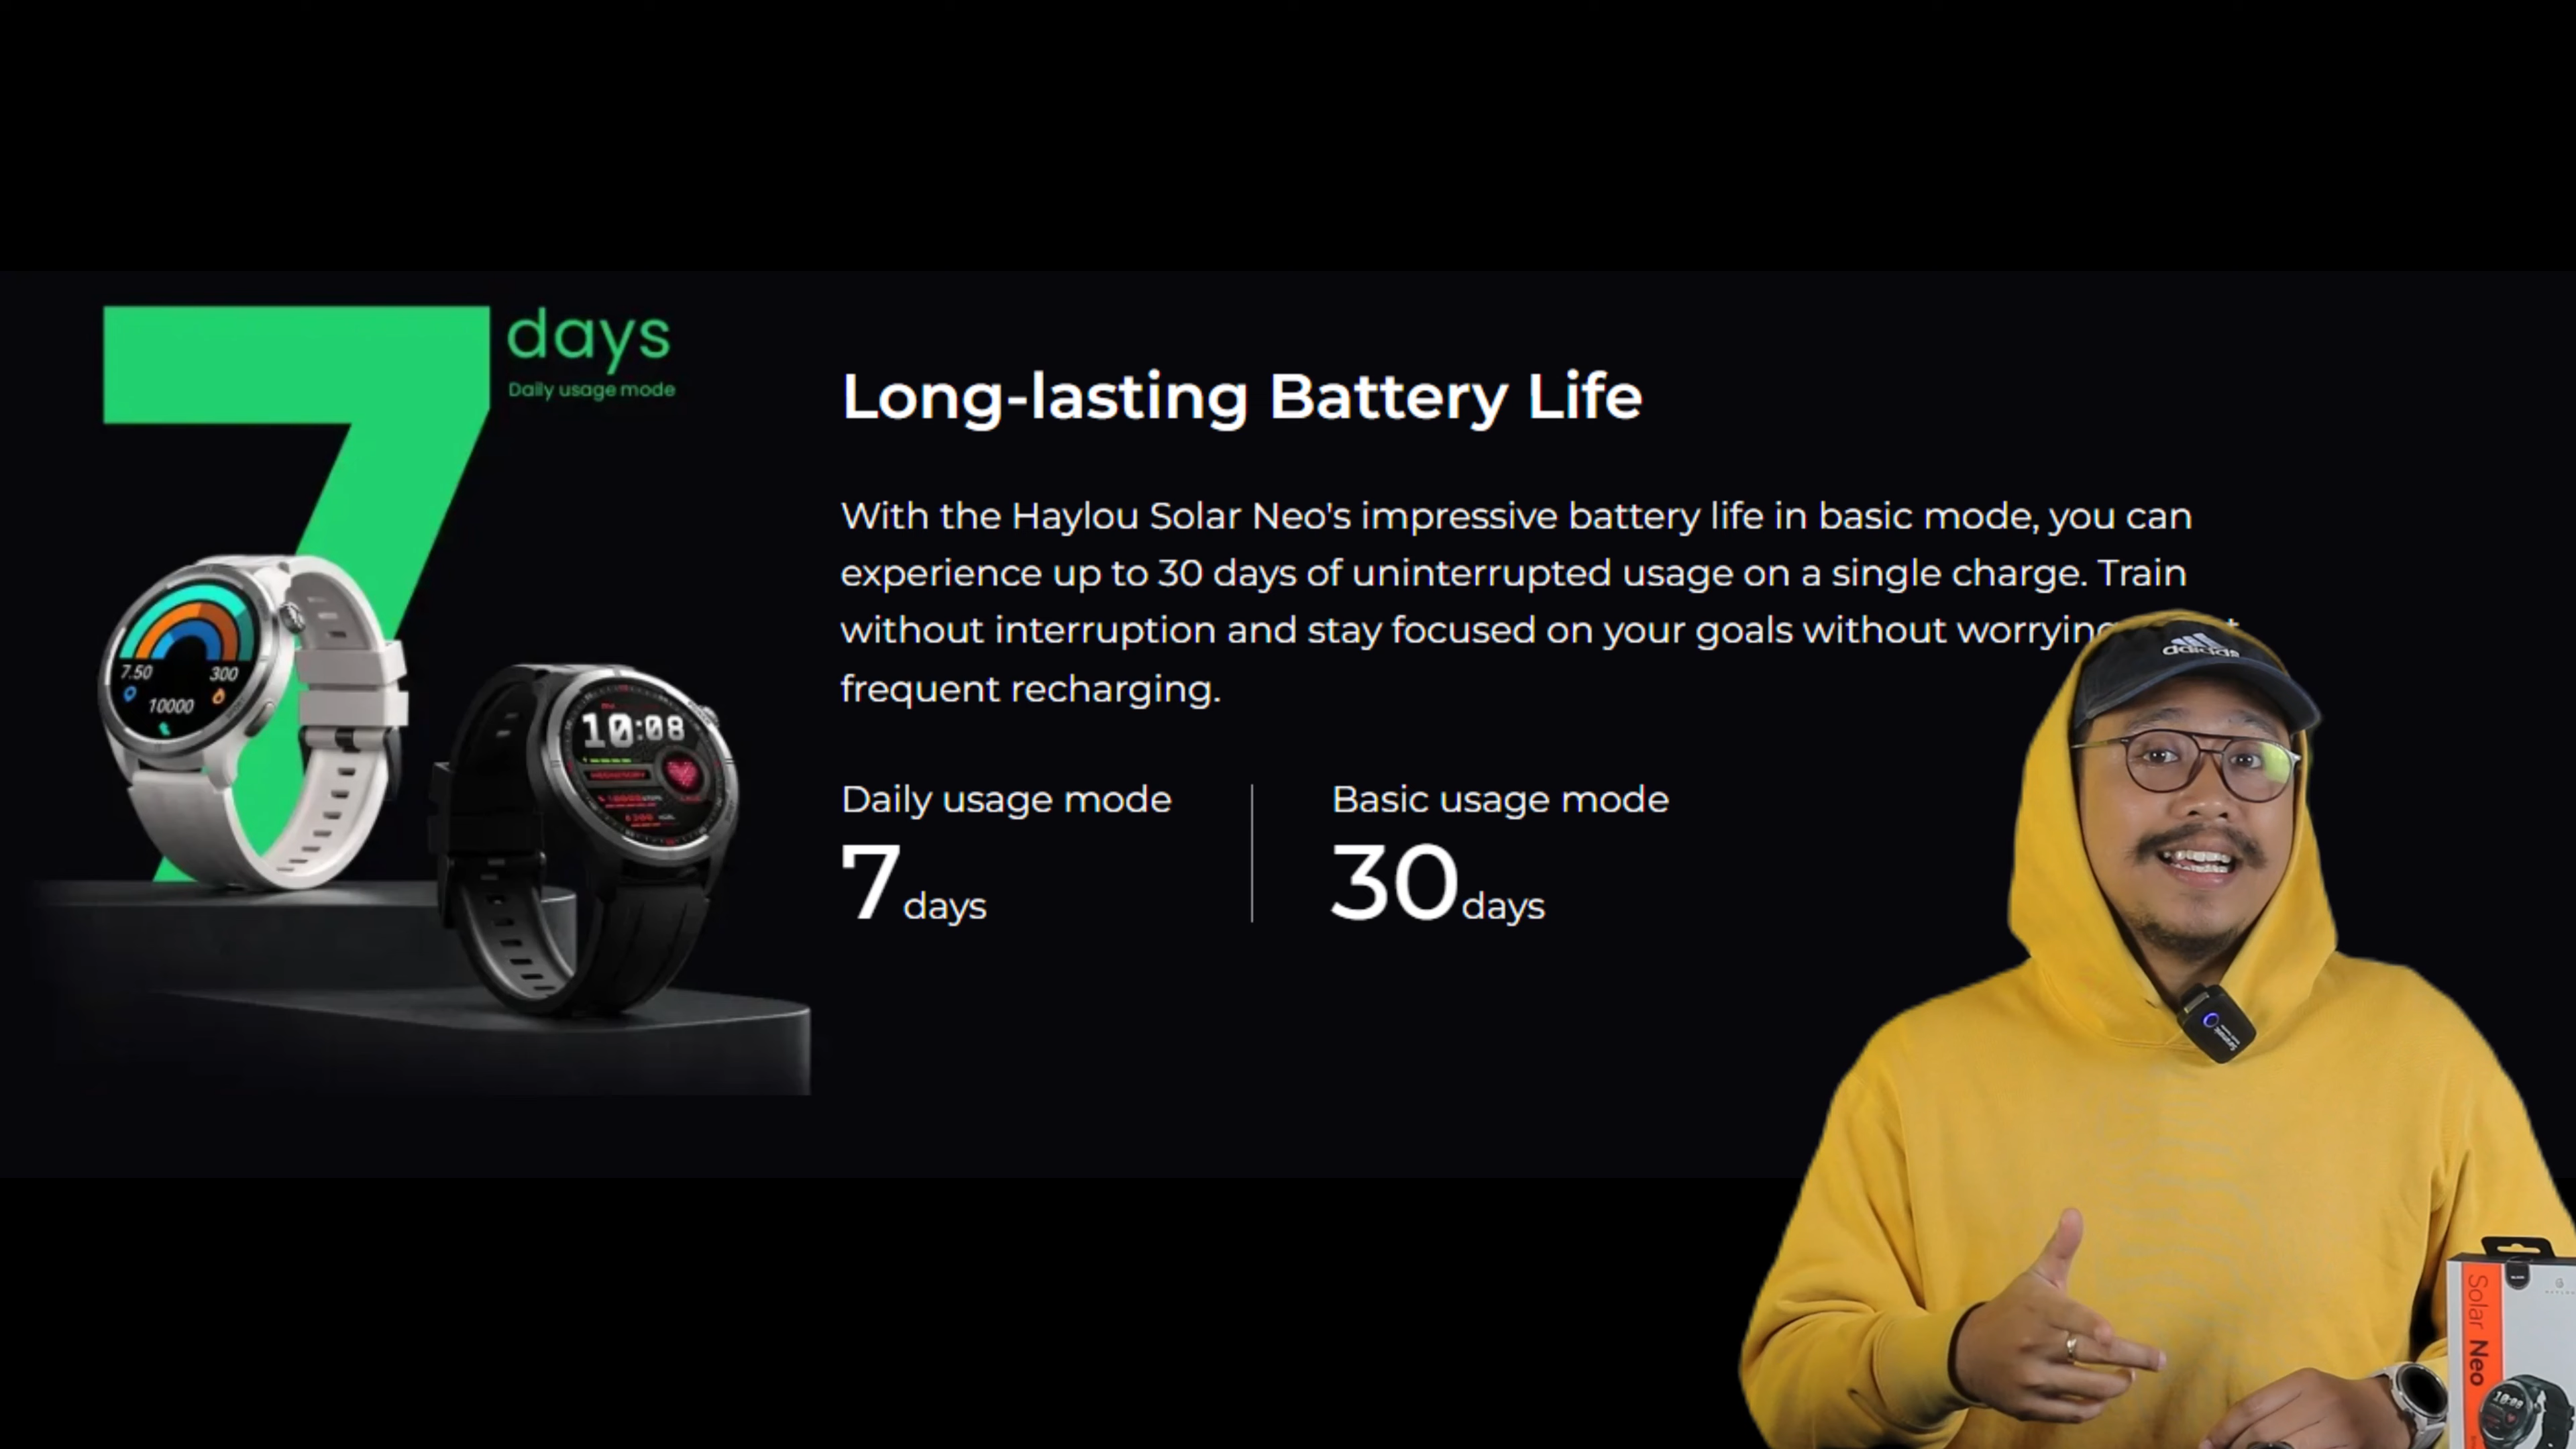 days
Daily usage mode
7
Long-lasting Battery Life
With the Haylou Solar Neo's impressive battery life in basic mode, you can
experience up to 30 days of uninterrupted usage on a single charge. Train
without interruption and stay focused on your goals without worrying
frequent recharging.
Daily usage mode
7 days
Basic usage mode
30 days
7.50
300
10000
10:08
adidas
Saramonic
Solar Neo
10:08